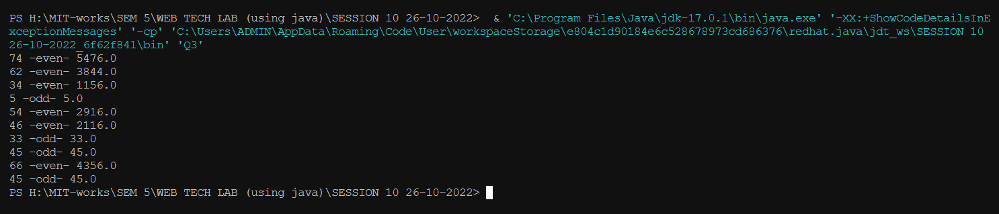 PS H:\MIT-works\SEM 5\WEB TECH LAB (using java)\SESSION 10 26-10-2022>  & 'C:\Program Files\Java\jdk-17.0.1\bin\java.exe' '-XX:+ShowCodeDetailsInE
xceptionMessages' '-cp' 'C:\Users\ADMIN\AppData\Roaming\Code\User\workspaceStorage\e804c1d90184e6c528678973cd686376\redhat.java\jdt_ws\SESSION 10
26-10-2022_6f62f841\bin' 'Q3'
74 -even- 5476.0
62 -even- 3844.0
34 -even- 1156.0
5 -odd- 5.0
54 -even- 2916.0
46 -even- 2116.0
33 -odd- 33.0
45 -odd- 45.0
66 -even- 4356.0
45 -odd- 45.0
PS H:\MIT-works\SEM 5\WEB TECH LAB (using java)\SESSION 10 26-10-2022>